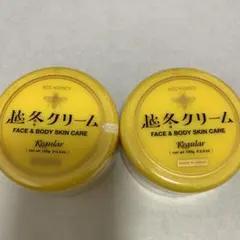 BEE HONEY
越冬クリーム
FACE & BODY SKIN CARE
Regular
BEE HONEY
越冬クリーム
FACE & BODY SKIN CARE
Regular